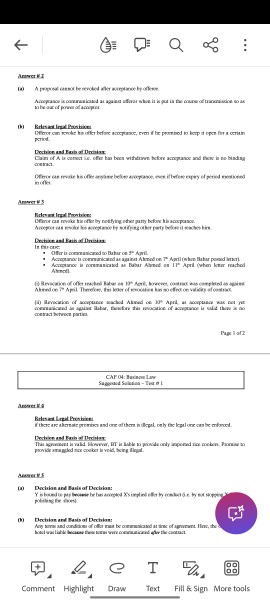 Answer # 2
(a) A proposal cannot be revoked after acceptance by offeree.
Acceptance is communicated as against offeror when it is put in the course of transmission so as
to be out of power of acceptor.
(b) Relevant legal Provision:
Offeror can revoke his offer before acceptance, even if he promised to keep it open for a certain
period.
Decision and Basis of Decision:
Claim of A is correct i.e. offer has been withdrawn before acceptance and there is no binding
contract.
Offeror can revoke his offer anytime before acceptance, even if before expiry of period mentioned
in offer.
Answer # 3
Relevant legal Provision:
Offeror can revoke his offer by notifying other party before his acceptance.
Acceptor can revoke his acceptance by notifying other party before it reaches him.
Decision and Basis of Decision:
In this case:
• Offer is communicated to Babar on 5th April.
• Acceptance is communicated as against Ahmed on 7th April (when Babar posted letter).
• Acceptance is communicated as Babar Ahmed on 11th April (when letter reached
Ahmed).
(i) Revocation of offer reached Babar on 10th April, however, contract was completed as against
Ahmed on 7th April. Therefore, this letter of revocation has no effect on validity of contract.
(ii) Revocation of acceptance reached Ahmed on 10th April, as acceptance was not yet
communicated as against Babar, therefore this revocation of acceptance is valid there is no
contract between parties.
Page 1 of 2
CAF 04: Business Law
Suggested Solution – Test # 1
Answer # 4
Relevant Legal Provision:
if there are alternate promises and one of them is illegal, only the legal one can be enforced.
Decision and Basis of Decision:
This agreement is valid. However, BT is liable to provide only imported rice cookers. Promise to
provide smuggled rice cooker is void, being illegal.
Answer # 5
(a) Decision and Basis of Decision:
Y is bound to pay because he has accepted X's implied offer by conduct (i.e. by not stopping X
polishing the shoes).
(b) Decision and Basis of Decision:
Any terms and conditions of offer must be communicated at time of agreement. Here, the
hotel was liable because these terms were communicated after the contract.
Comment
Highlight
Draw
Text
Fill & Sign
More tools